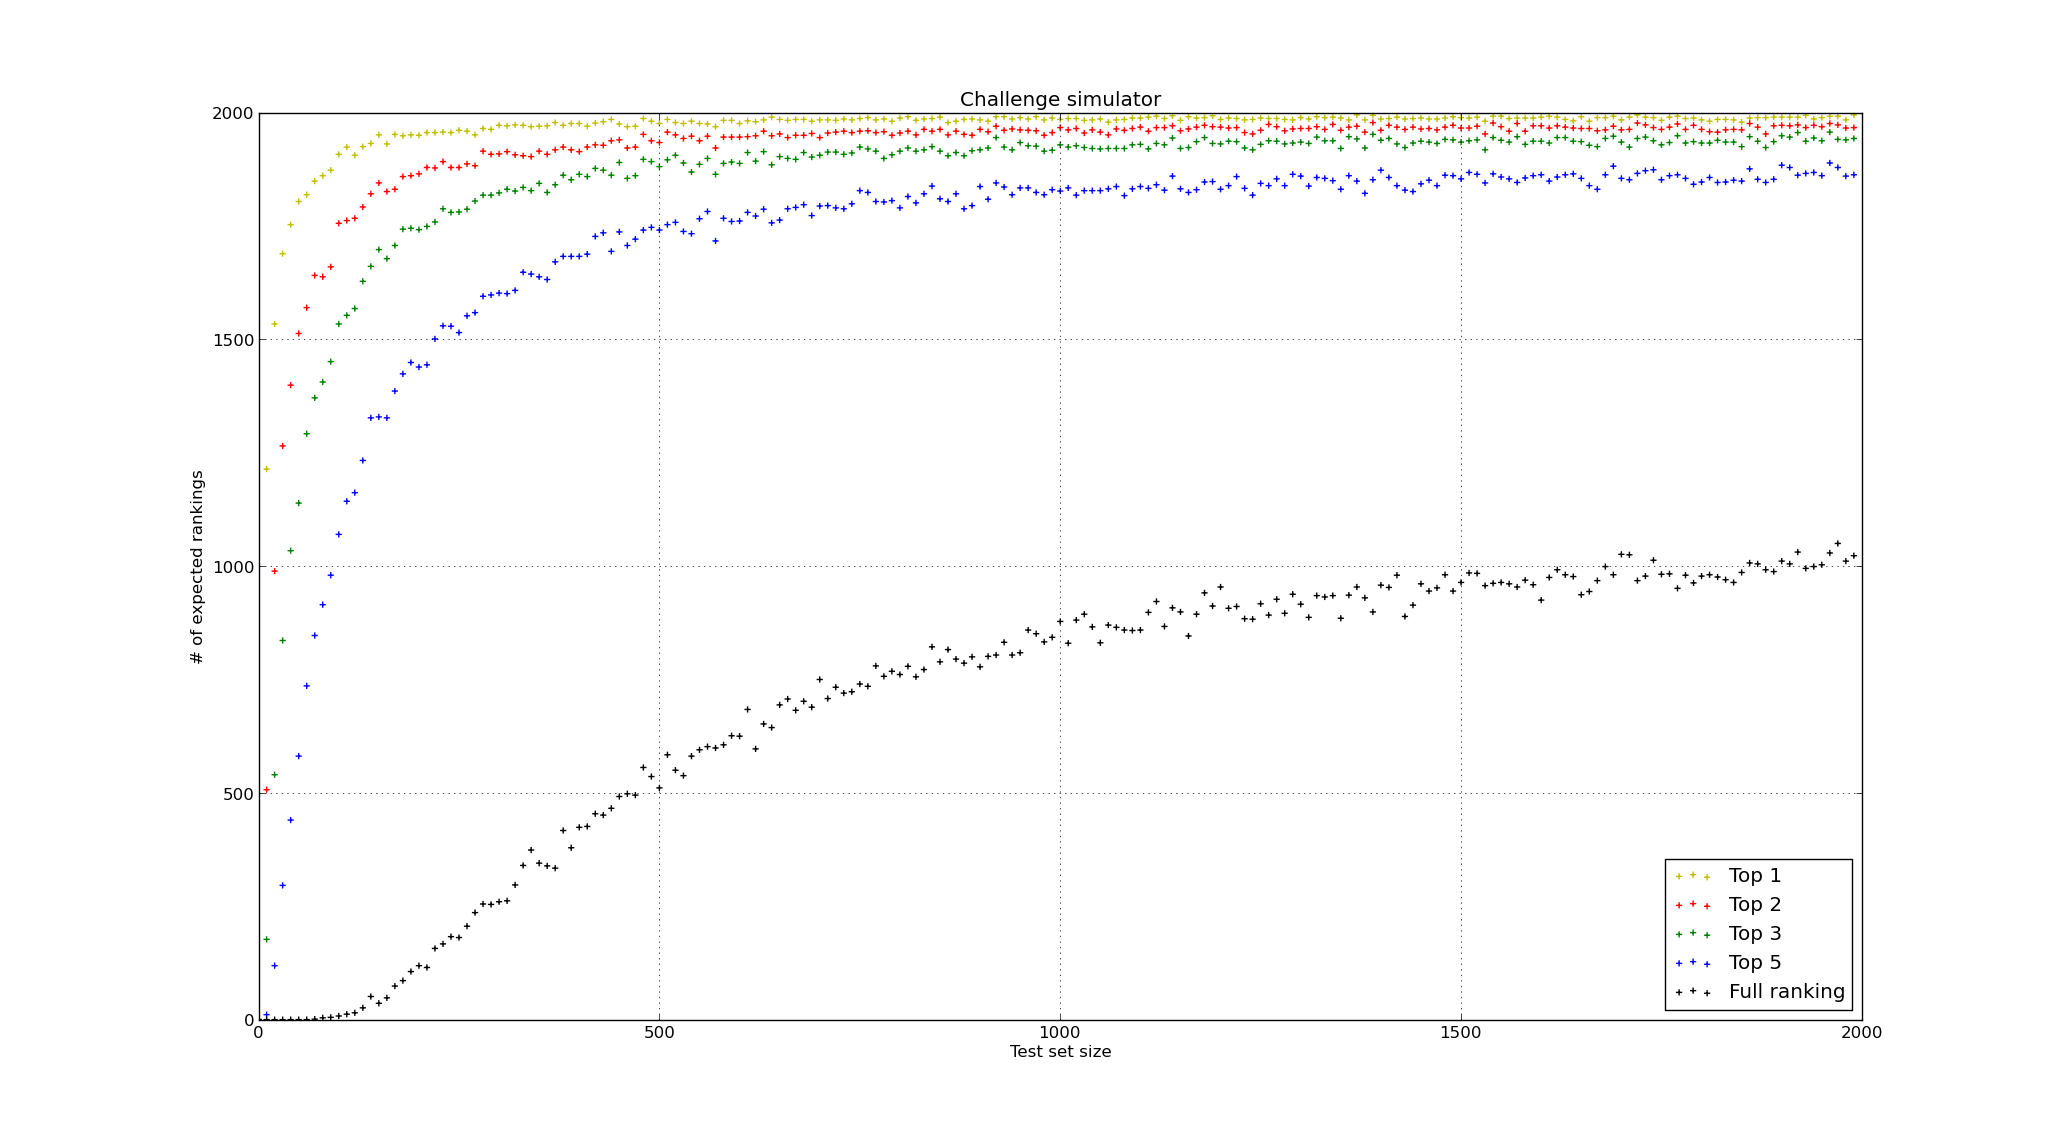 Challenge simulator
2000
1500
1000
500
0
# of expected rankings
0
500
1000
1500
2000
Test set size
Top 1
Top 2
Top 3
Top 5
Full ranking